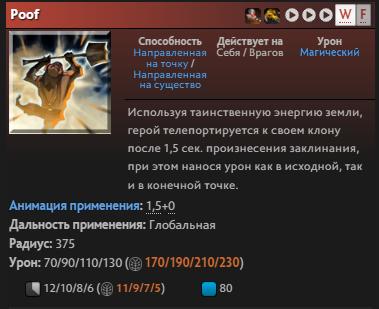 Poof
W F
Способность
Направленная
на точку /
Направленная
на существо
Действует на
Себя / Врагов
Урон
Магический
Используя таинственную энергию земли,
герой телепортируется к своем клону
после 1,5 сек. произнесения заклинания,
при этом нанося урон как в исходной, так
и в конечной точке.
Анимация применения: 1,5+0
Дальность применения: Глобальная
Радиус: 375
Урон: 70/90/110/130 (170/190/210/230)
12/10/8/6 (11/9/7/5) 80